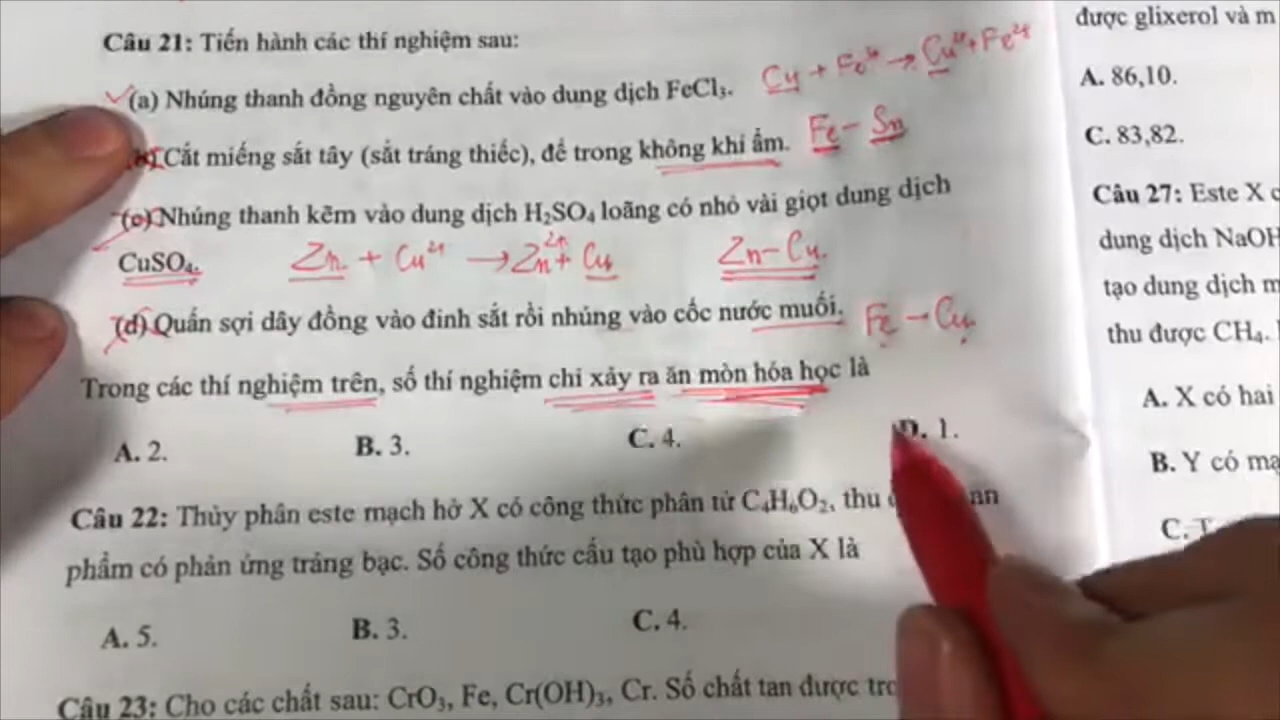 Câu 21: Tiến hành các thí nghiệm sau:
(a) Nhúng thanh đồng nguyên chất vào dung dịch FeCl₃.
Cu + Fe³⁺ → Cu²⁺ + Fe²⁺
Cắt miếng sắt tây (sắt tráng thiếc), để trong không khí ẩm.
Fe - Sn
(c) Nhúng thanh kẽm vào dung dịch H₂SO₄ loãng có nhỏ vài giọt dung dịch
CuSO₄.
Zn + Cu²⁺ → Zn²⁺ + Cu
Zn - Cu
(d) Quấn sợi dây đồng vào đinh sắt rồi nhúng vào cốc nước muối.
Fe - Cu
Trong các thí nghiệm trên, số thí nghiệm chỉ xảy ra ăn mòn hóa học là
A. 2.
B. 3.
C. 4.
D. 1.
Câu 22: Thủy phân este mạch hở X có công thức phân tử C₄H₆O₂, thu
phẩm có phản ứng tráng bạc. Số công thức cấu tạo phù hợp của X là
A. 5.
B. 3.
C. 4.
Câu 23: Cho các chất sau: CrO₃, Fe, Cr(OH)₃, Cr. Số chất tan được
được glixerol và m
A. 86,10.
C. 83,82.
Câu 27: Este X
dung dịch NaOH
tạo dung dịch
thu được CH₄.
A. X có hai
B. Y có
C.